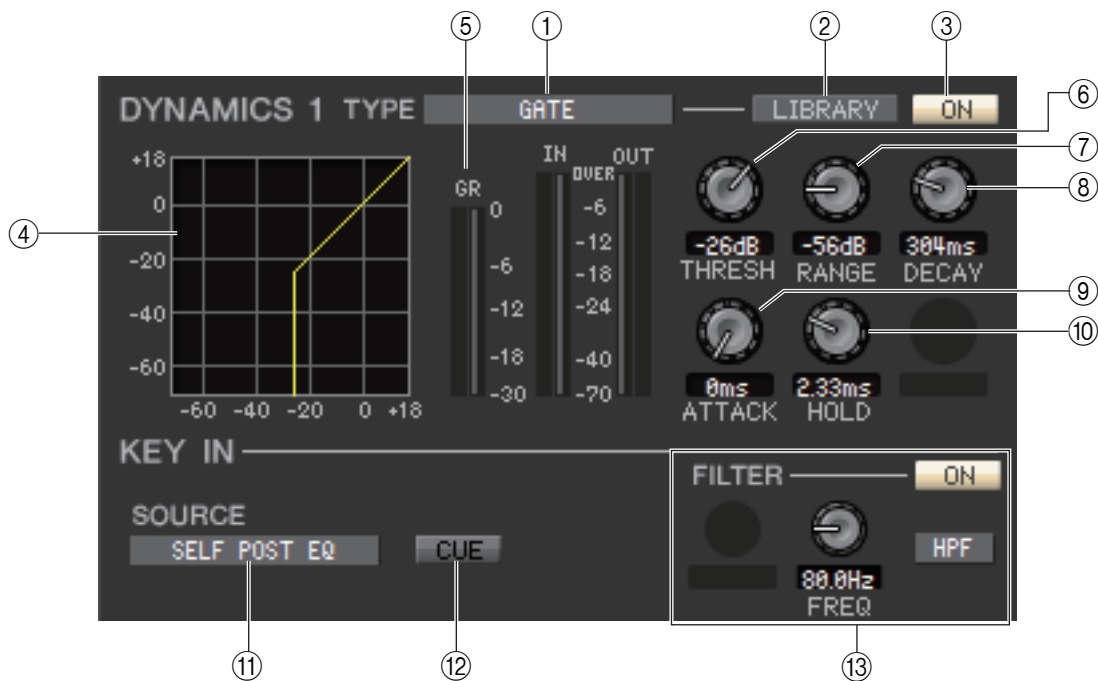 ⑤ ① ② ③
DYNAMICS 1 TYPE GATE LIBRARY ON
⑥
⑦
⑧
④
+18
0
-20
-40
-60
-60 -40 -20 0 +18
GR
0
-6
-12
-18
-30
IN OUT
OVER
-6
-12
-18
-24
-40
-70
-26dB -56dB 304ms
THRESH RANGE DECAY
⑨
⑩
0ms 2.33ms
ATTACK HOLD
KEY IN
SOURCE
SELF POST EQ CUE
FILTER ON
HPF
80.0Hz
FREQ
⑪ ⑫ ⑬